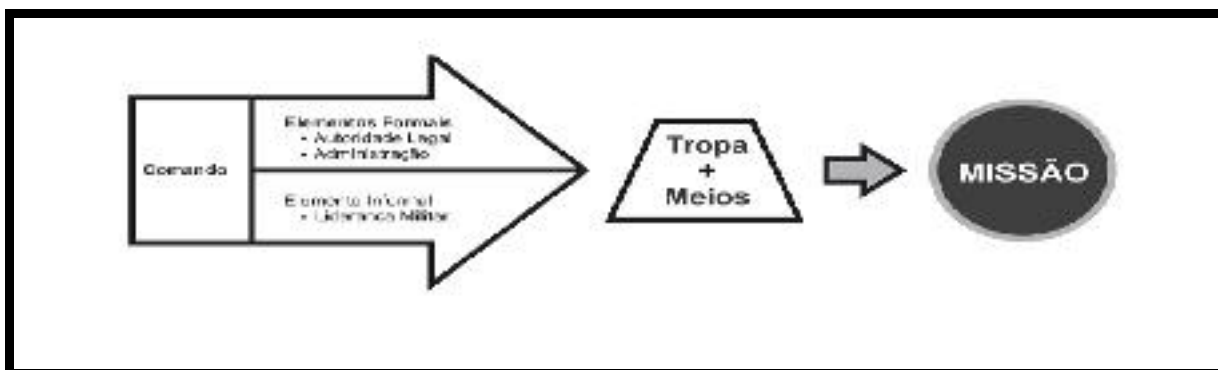 Comando
Elementos Formais
• Autoridade Legal
• Administração
Elemento Informal
• Liderança Militar
Tropa
+
Meios
MISSÃO